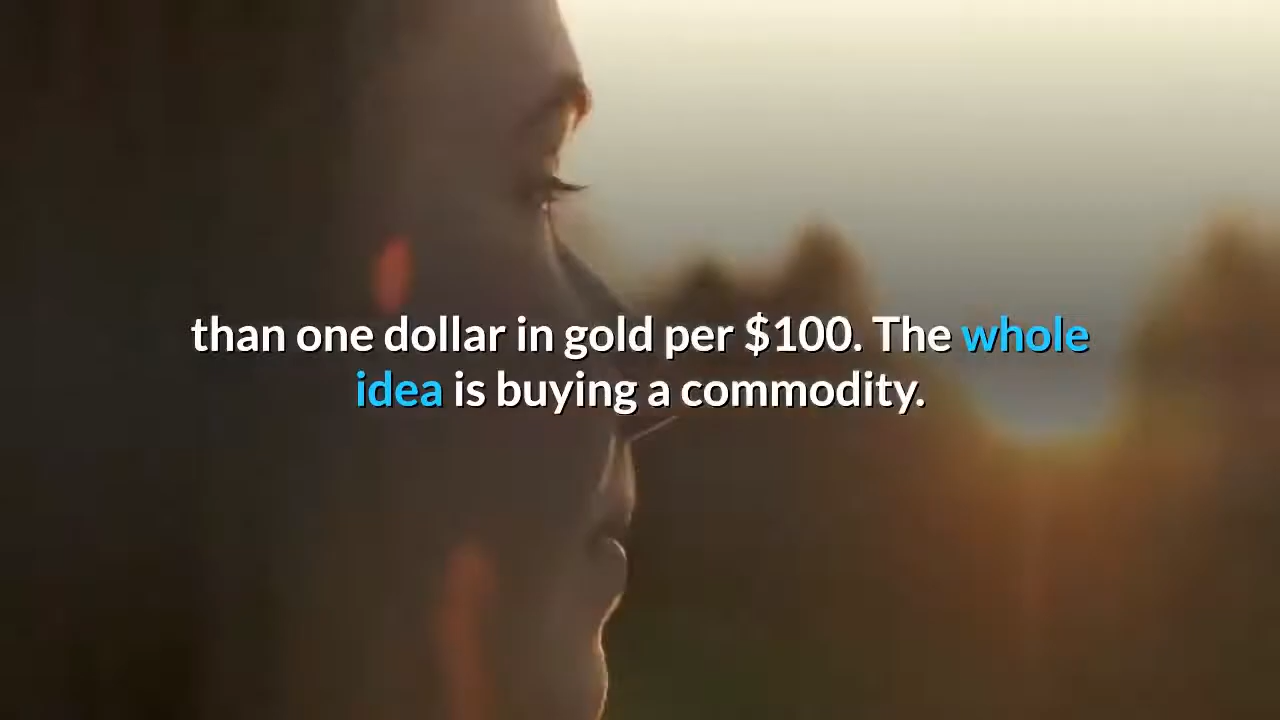 than one dollar in gold per $100. The whole
idea is buying a commodity.